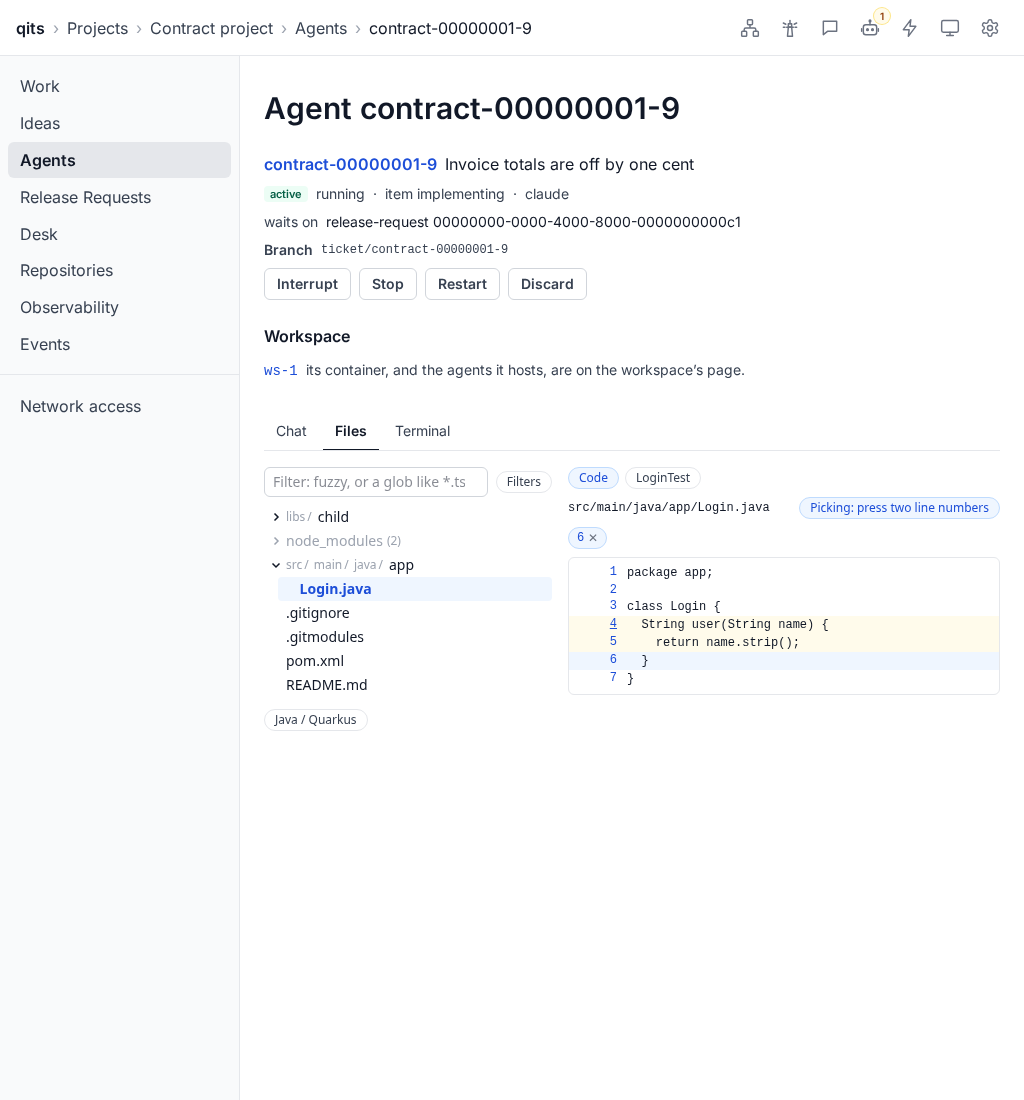 qits › Projects › Contract project › Agents › contract-00000001-9
1
Work
Ideas
Agents
Release Requests
Desk
Repositories
Observability
Events
Network access
Agent contract-00000001-9
contract-00000001-9 Invoice totals are off by one cent
active running · item implementing · claude
waits on release-request 00000000-0000-4000-8000-0000000000c1
Branch ticket/contract-00000001-9
Interrupt Stop Restart Discard
Workspace
ws-1 its container, and the agents it hosts, are on the workspace’s page.
Chat Files Terminal
Filter: fuzzy, or a glob like *.ts Filters
libs/ child
node_modules (2)
src/ main/ java/ app
Login.java
.gitignore
.gitmodules
pom.xml
README.md
Java / Quarkus
Code LoginTest
src/main/java/app/Login.java Picking: press two line numbers
6 ✕
1 package app;
2
3 class Login {
4 String user(String name) {
5 return name.strip();
6 }
7 }